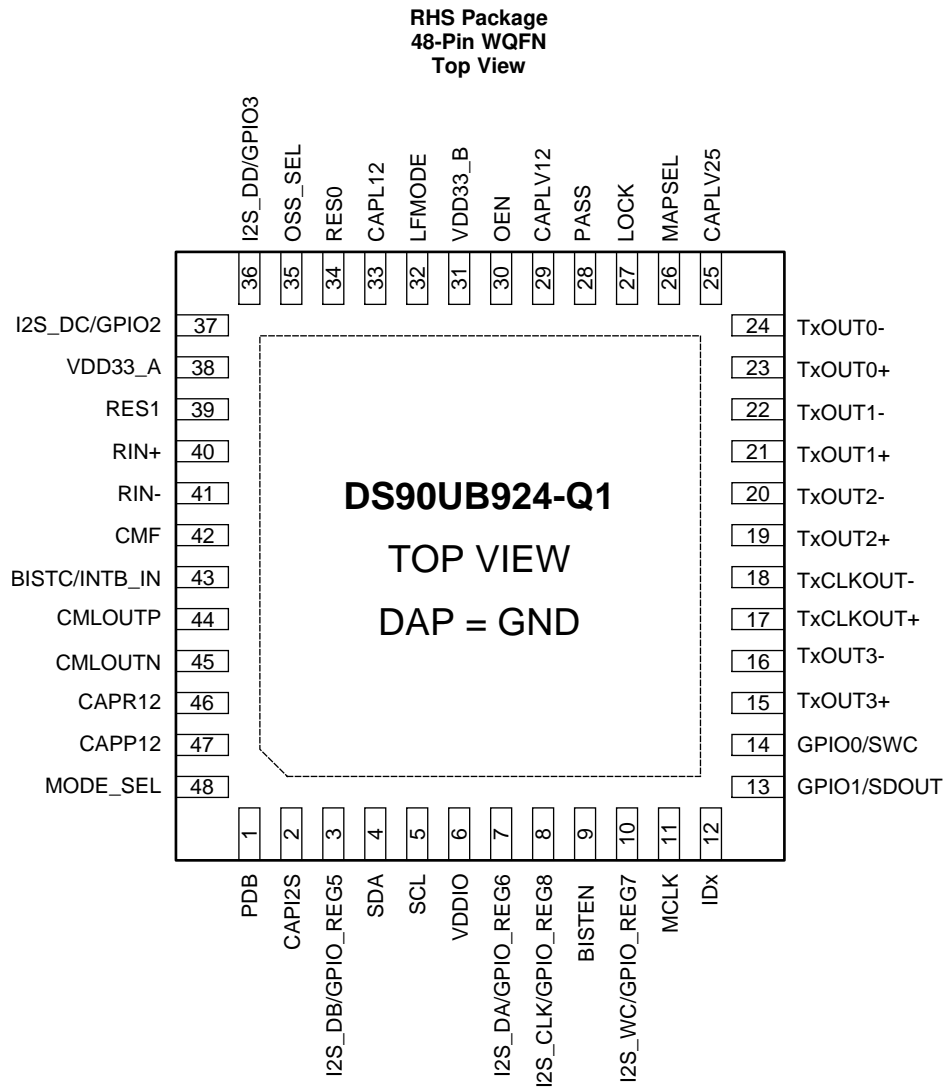 RHS Package
48-Pin WQFN
Top View
I2S_DD/GPIO3
OSS_SEL
RES0
CAPL12
LFMODE
VDD33_B
OEN
CAPLV12
PASS
LOCK
MAPSEL
CAPLV25
36
35
34
33
32
31
30
29
28
27
26
25
I2S_DC/GPIO2 37
VDD33_A 38
RES1 39
RIN+ 40
RIN- 41
CMF 42
BISTC/INTB_IN 43
CMLOUTP 44
CMLOUTN 45
CAPR12 46
CAPP12 47
MODE_SEL 48
DS90UB924-Q1
TOP VIEW
DAP = GND
24 TxOUT0-
23 TxOUT0+
22 TxOUT1-
21 TxOUT1+
20 TxOUT2-
19 TxOUT2+
18 TxCLKOUT-
17 TxCLKOUT+
16 TxOUT3-
15 TxOUT3+
14 GPIO0/SWC
13 GPIO1/SDOUT
1
2
3
4
5
6
7
8
9
10
11
12
PDB
CAPI2S
I2S_DB/GPIO_REG5
SDA
SCL
VDDIO
I2S_DA/GPIO_REG6
I2S_CLK/GPIO_REG8
BISTEN
I2S_WC/GPIO_REG7
MCLK
IDx